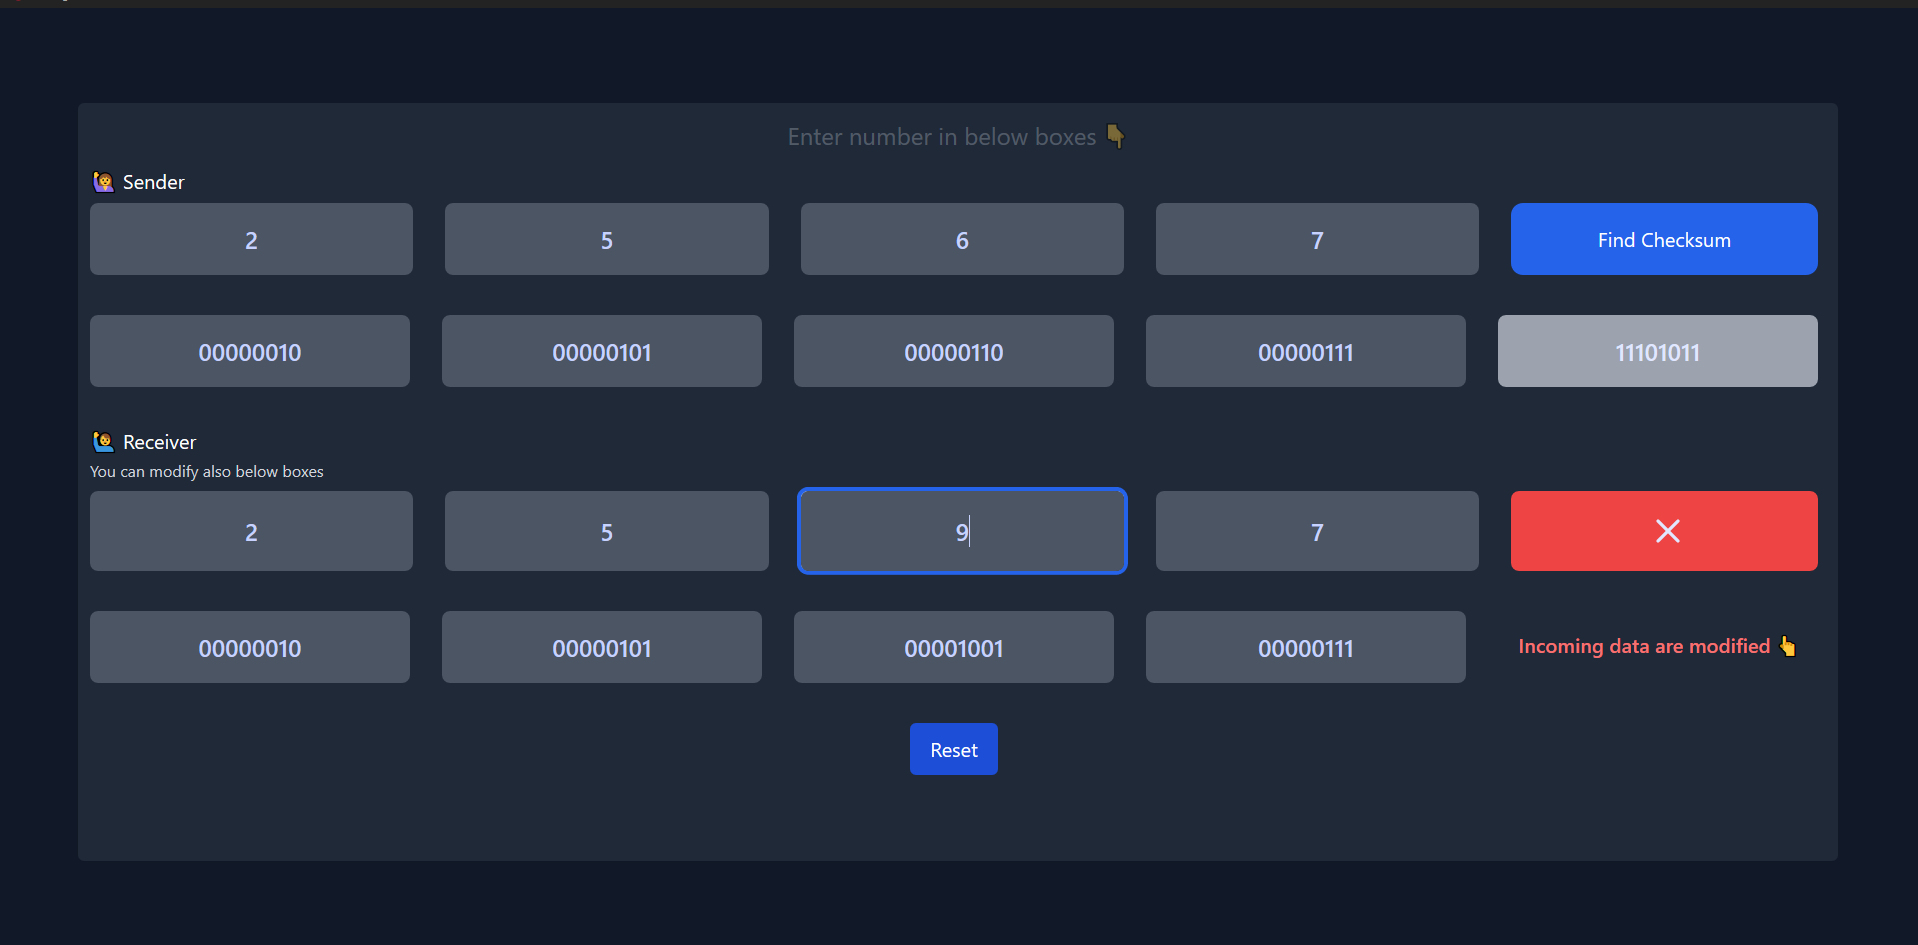 Enter number in below boxes 👇
🙋‍♀️ Sender
2 5 6 7 Find Checksum
00000010 00000101 00000110 00000111 11101011
🙋‍♂️ Receiver
You can modify also below boxes
2 5 9 7
00000010 00000101 00001001 00000111 Incoming data are modified 👆
Reset